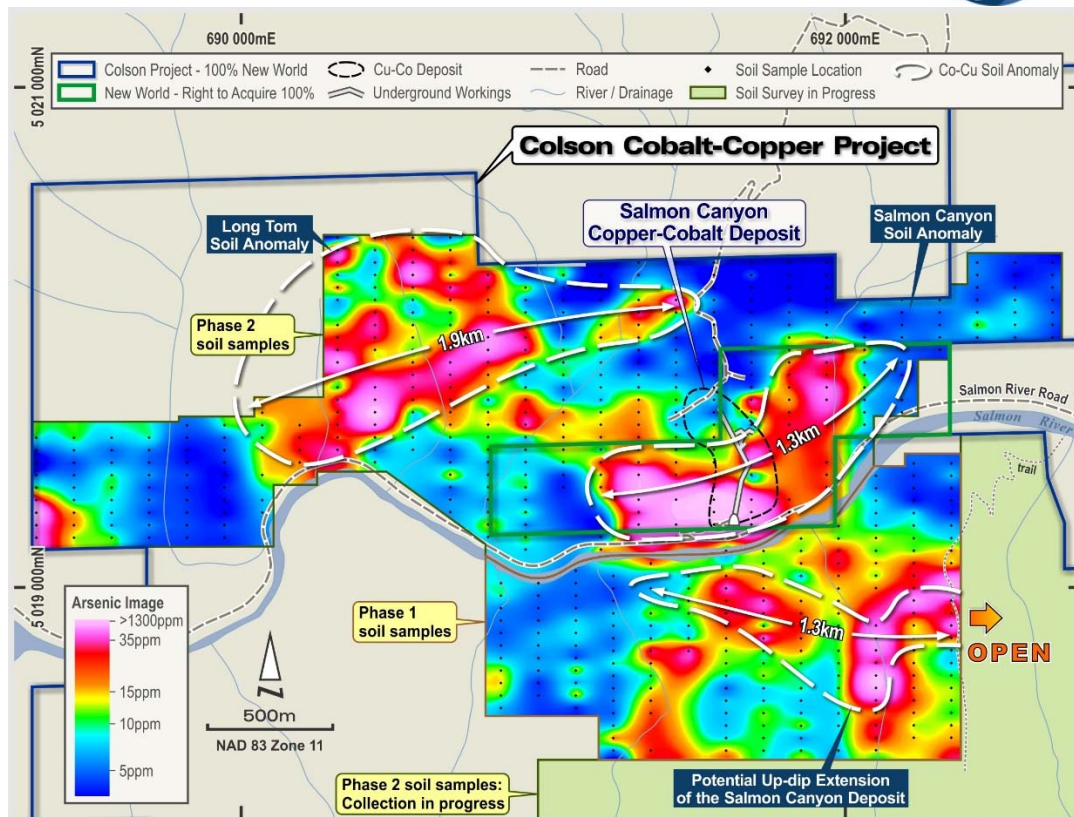 690 000mE
692 000mE
5 021 000mN
Colson Project - 100% New World
Cu-Co Deposit
Road
Soil Sample Location
Co-Cu Soil Anomaly
New World - Right to Acquire 100%
Underground Workings
River / Drainage
Soil Survey in Progress
Colson Cobalt-Copper Project
Long Tom
Soil Anomaly
Salmon Canyon
Copper-Cobalt Deposit
Salmon Canyon
Soil Anomaly
Phase 2
soil samples
1.9km
Salmon River Road
Salmon River
1.3km
trail
5 019 000mN
Arsenic Image
>1300ppm
35ppm
15ppm
10ppm
5ppm
Phase 1
soil samples
1.3km
OPEN
N
500m
NAD 83 Zone 11
Phase 2 soil samples:
Collection in progress
Potential Up-dip Extension
of the Salmon Canyon Deposit